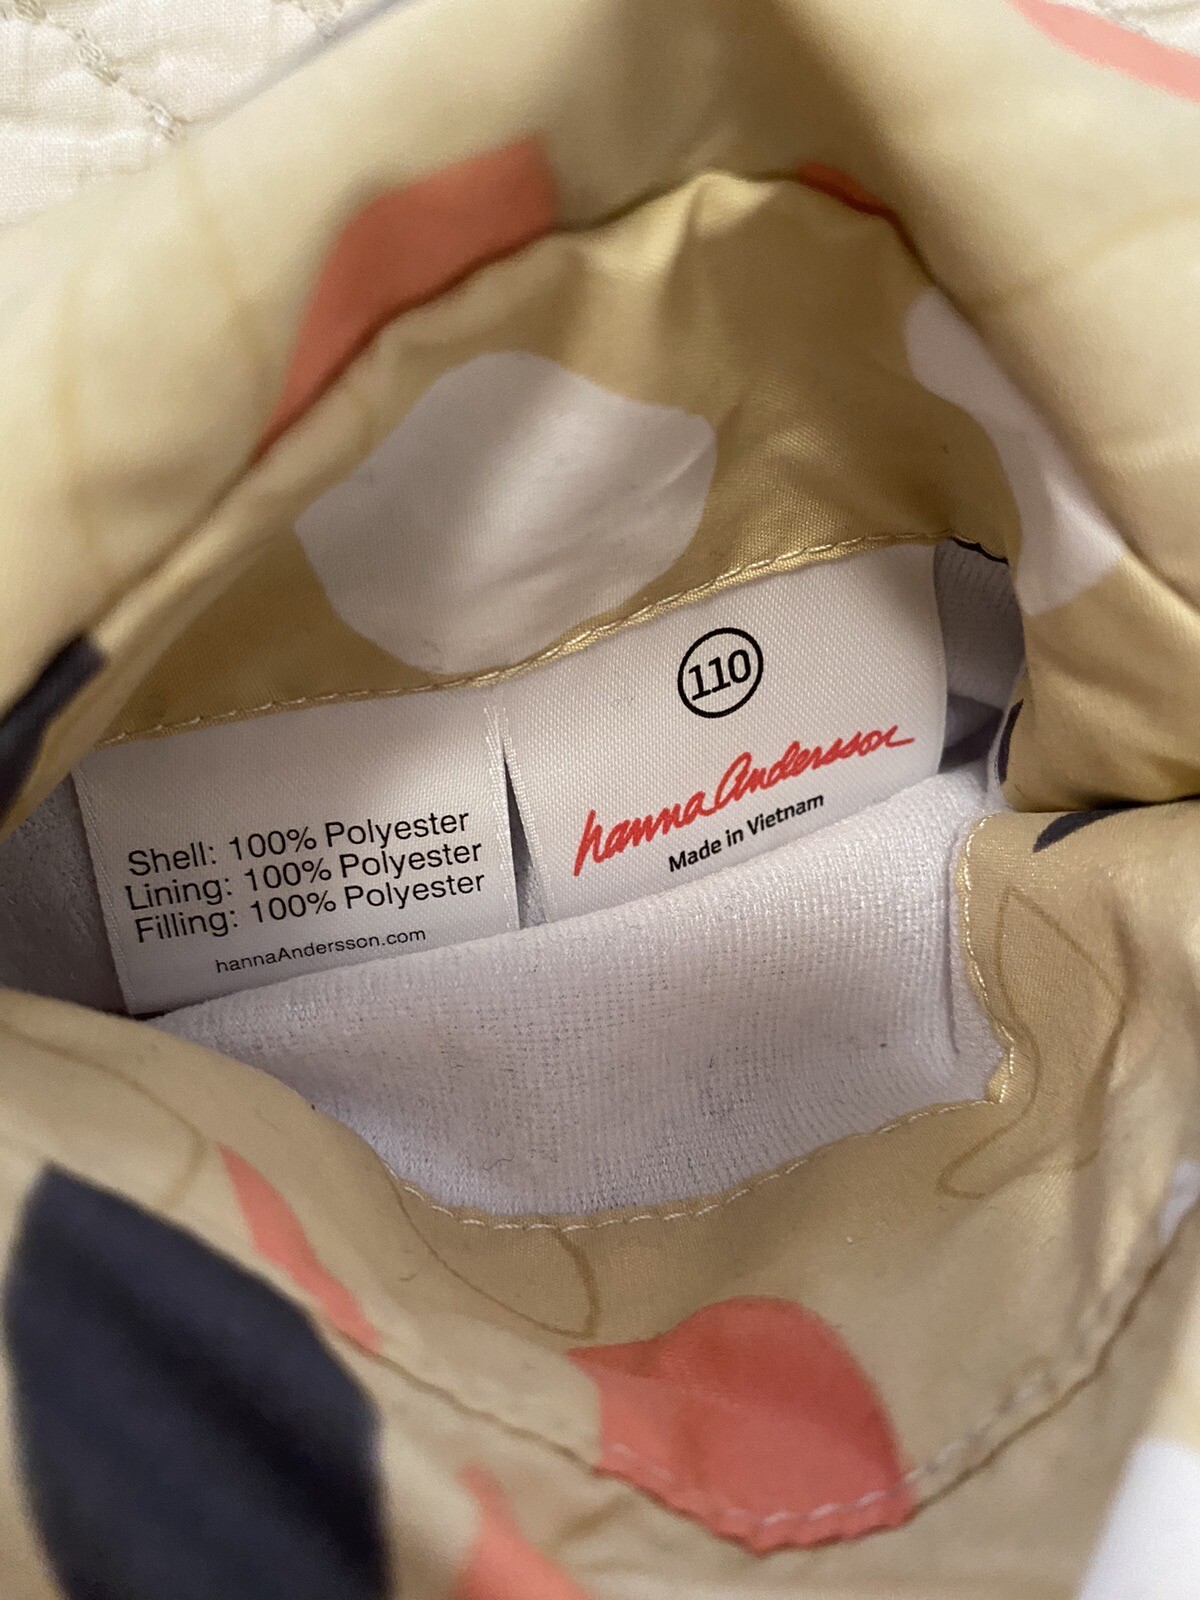 110
hanna Andersson
Made in Vietnam
Shell: 100% Polyester
Lining: 100% Polyester
Filling: 100% Polyester
hannaAndersson.com